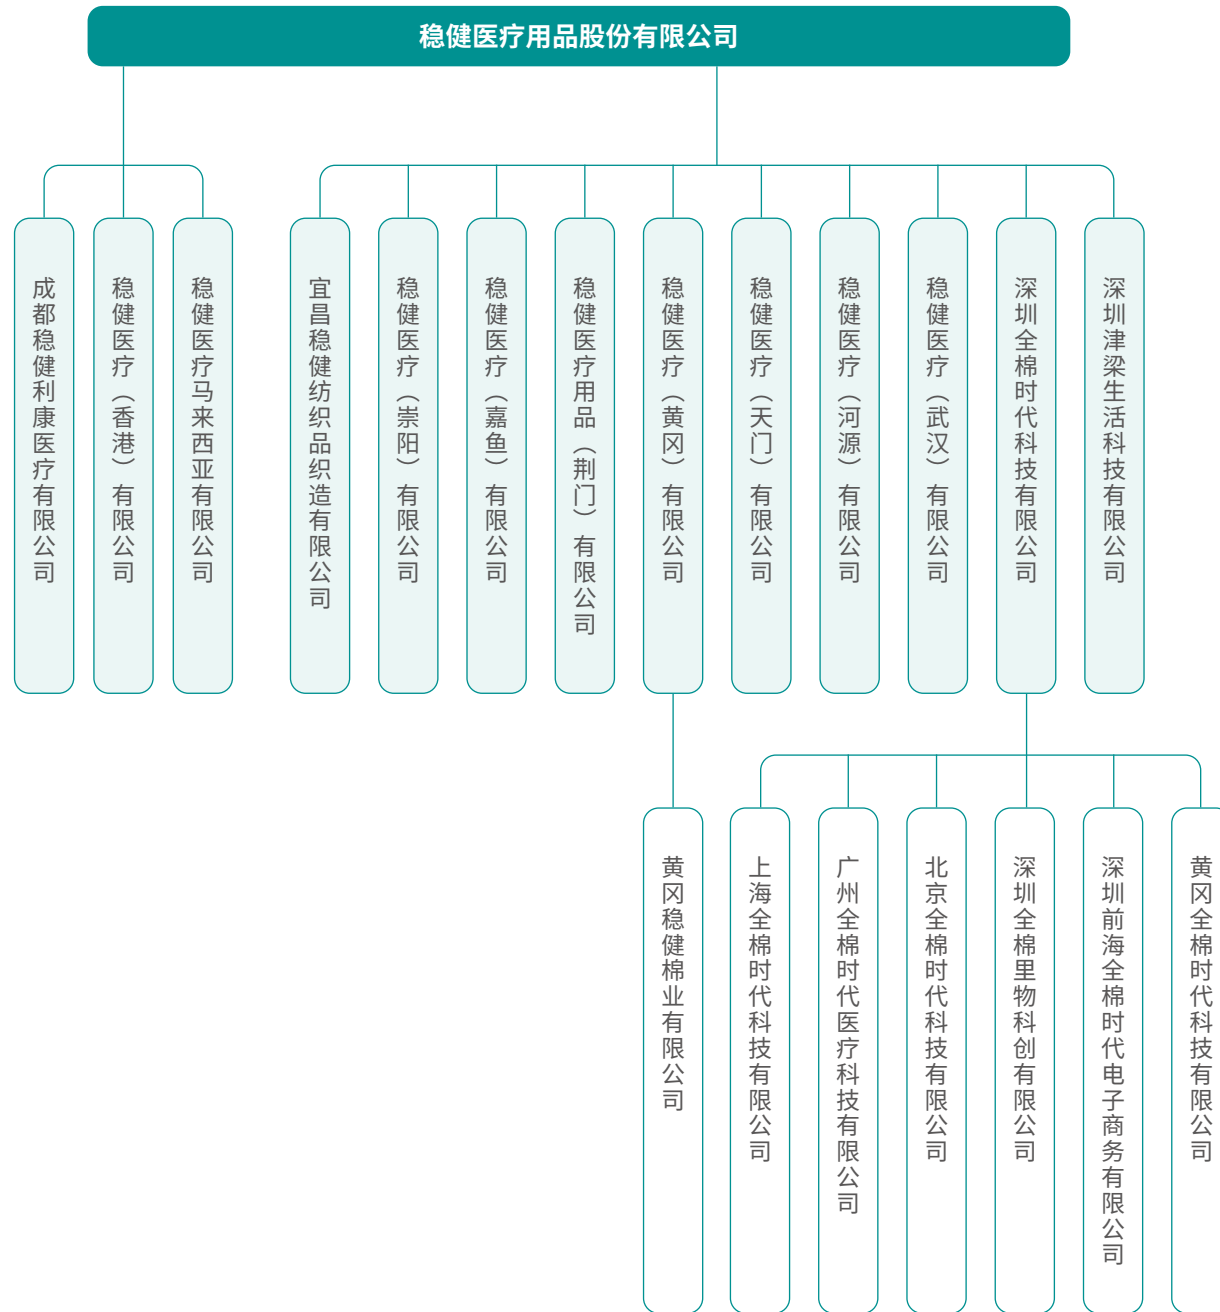 稳健医疗用品股份有限公司
成都稳健利康医疗有限公司
稳健医疗（香港）有限公司
稳健医疗马来西亚有限公司
宜昌稳健纺织品织造有限公司
稳健医疗（崇阳）有限公司
稳健医疗（嘉鱼）有限公司
稳健医疗用品（荆门）有限公司
稳健医疗（黄冈）有限公司
稳健医疗（天门）有限公司
稳健医疗（河源）有限公司
稳健医疗（武汉）有限公司
深圳全棉时代科技有限公司
深圳津梁生活科技有限公司
黄冈稳健棉业有限公司
上海全棉时代科技有限公司
广州全棉时代医疗科技有限公司
北京全棉时代科技有限公司
深圳全棉里物科创有限公司
深圳前海全棉时代电子商务有限公司
黄冈全棉时代科技有限公司